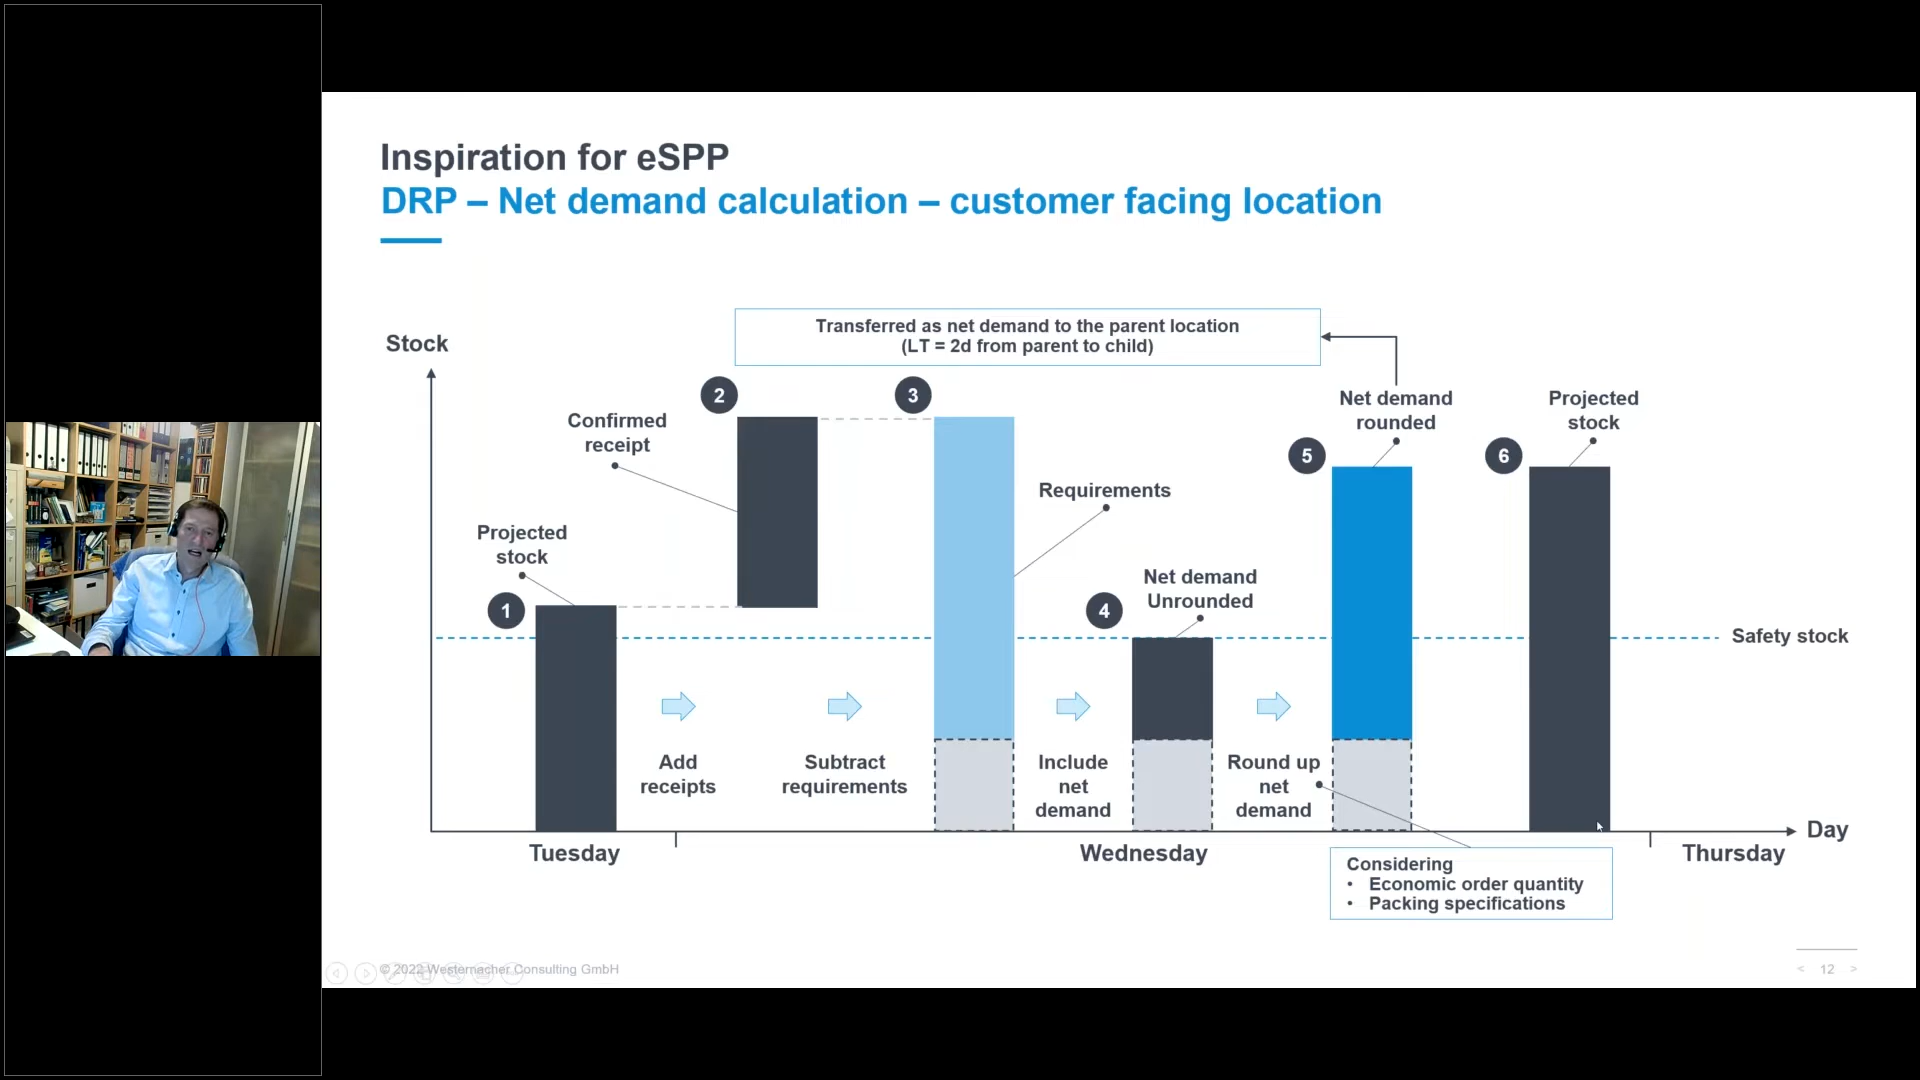 Inspiration for eSPP
DRP – Net demand calculation – customer facing location
Transferred as net demand to the parent location
(LT = 2d from parent to child)
Stock
2
3
Confirmed
receipt
Net demand
rounded
Projected
stock
5
6
Requirements
Projected
stock
Net demand
Unrounded
1
4
Safety stock
Add
receipts
Subtract
requirements
Include
net
demand
Round up
net
demand
Day
Tuesday
Wednesday
Thursday
Considering
• Economic order quantity
• Packing specifications
© 2022 Westernacher Consulting GmbH
< 12 >